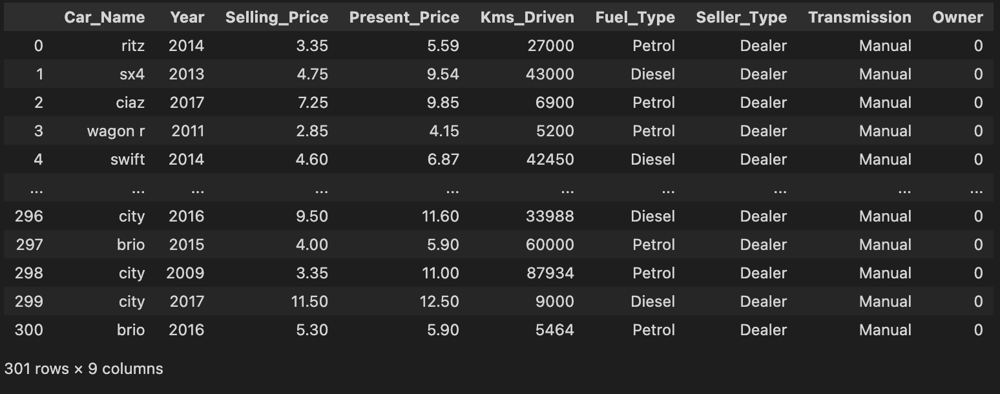 Car_Name Year Selling_Price Present_Price Kms_Driven Fuel_Type Seller_Type Transmission Owner
0 ritz 2014 3.35 5.59 27000 Petrol Dealer Manual 0
1 sx4 2013 4.75 9.54 43000 Diesel Dealer Manual 0
2 ciaz 2017 7.25 9.85 6900 Petrol Dealer Manual 0
3 wagon r 2011 2.85 4.15 5200 Petrol Dealer Manual 0
4 swift 2014 4.60 6.87 42450 Diesel Dealer Manual 0
... ... ... ... ... ... ... ... ... ...
296 city 2016 9.50 11.60 33988 Diesel Dealer Manual 0
297 brio 2015 4.00 5.90 60000 Petrol Dealer Manual 0
298 city 2009 3.35 11.00 87934 Petrol Dealer Manual 0
299 city 2017 11.50 12.50 9000 Diesel Dealer Manual 0
300 brio 2016 5.30 5.90 5464 Petrol Dealer Manual 0
301 rows × 9 columns